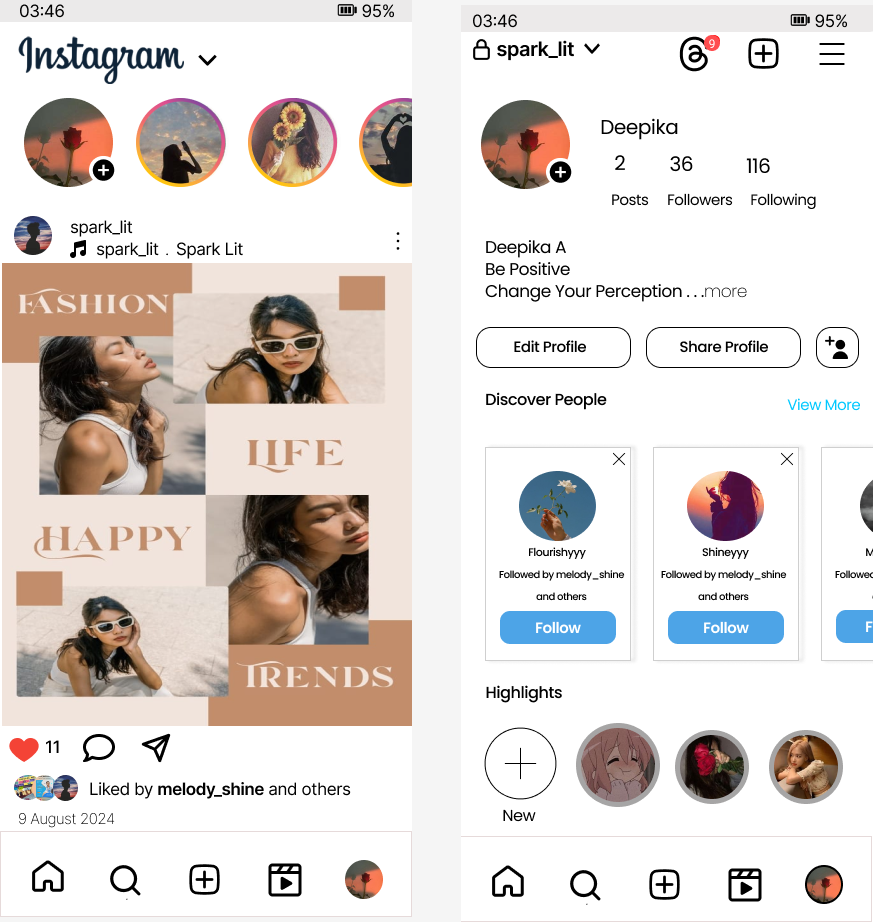 03:46
95%
Instagram
spark_lit
spark_lit . Spark Lit
FASHION
LIFE
HAPPY
TRENDS
11
Liked by melody_shine and others
9 August 2024
03:46
95%
spark_lit
9
Deepika
2 36 116
Posts Followers Following
Deepika A
Be Positive
Change Your Perception . . .more
Edit Profile
Share Profile
Discover People
View More
Flourishyyy
Followed by melody_shine
and others
Follow
Shineyyy
Followed by melody_shine
and others
Follow
Highlights
New